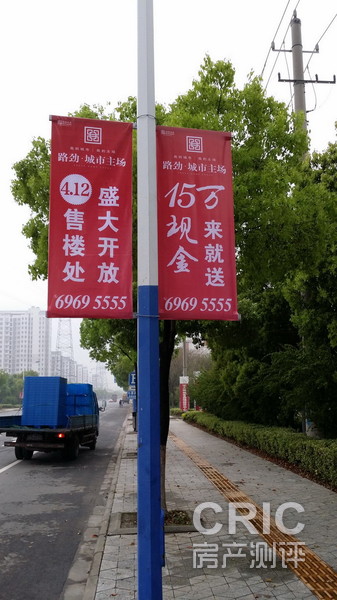 路劲·城市主场
4.12
售楼处
盛大开放
6969 5555
路劲·城市主场
15万
现金
来就送
6969 5555
CRIC
房产测评